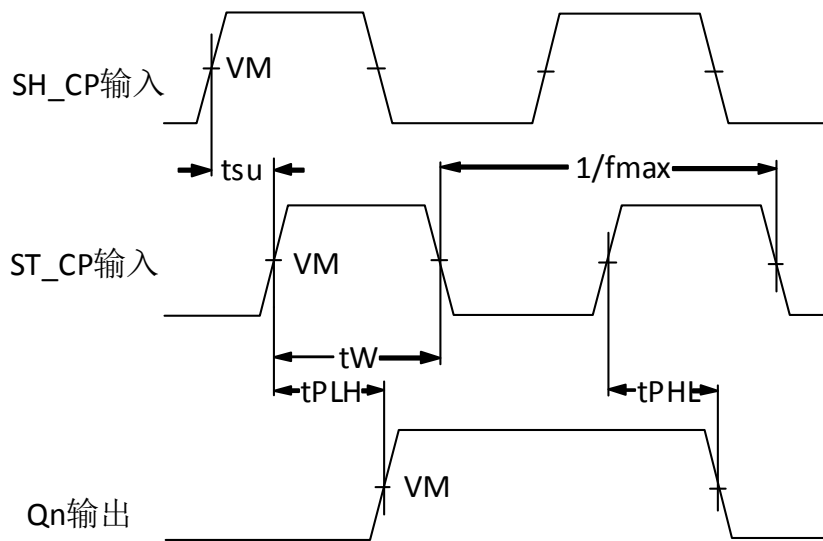 VM
SH_CP输入
tsu
1/fmax
ST_CP输入
VM
tW
tPLH
tPHL
VM
Qn输出